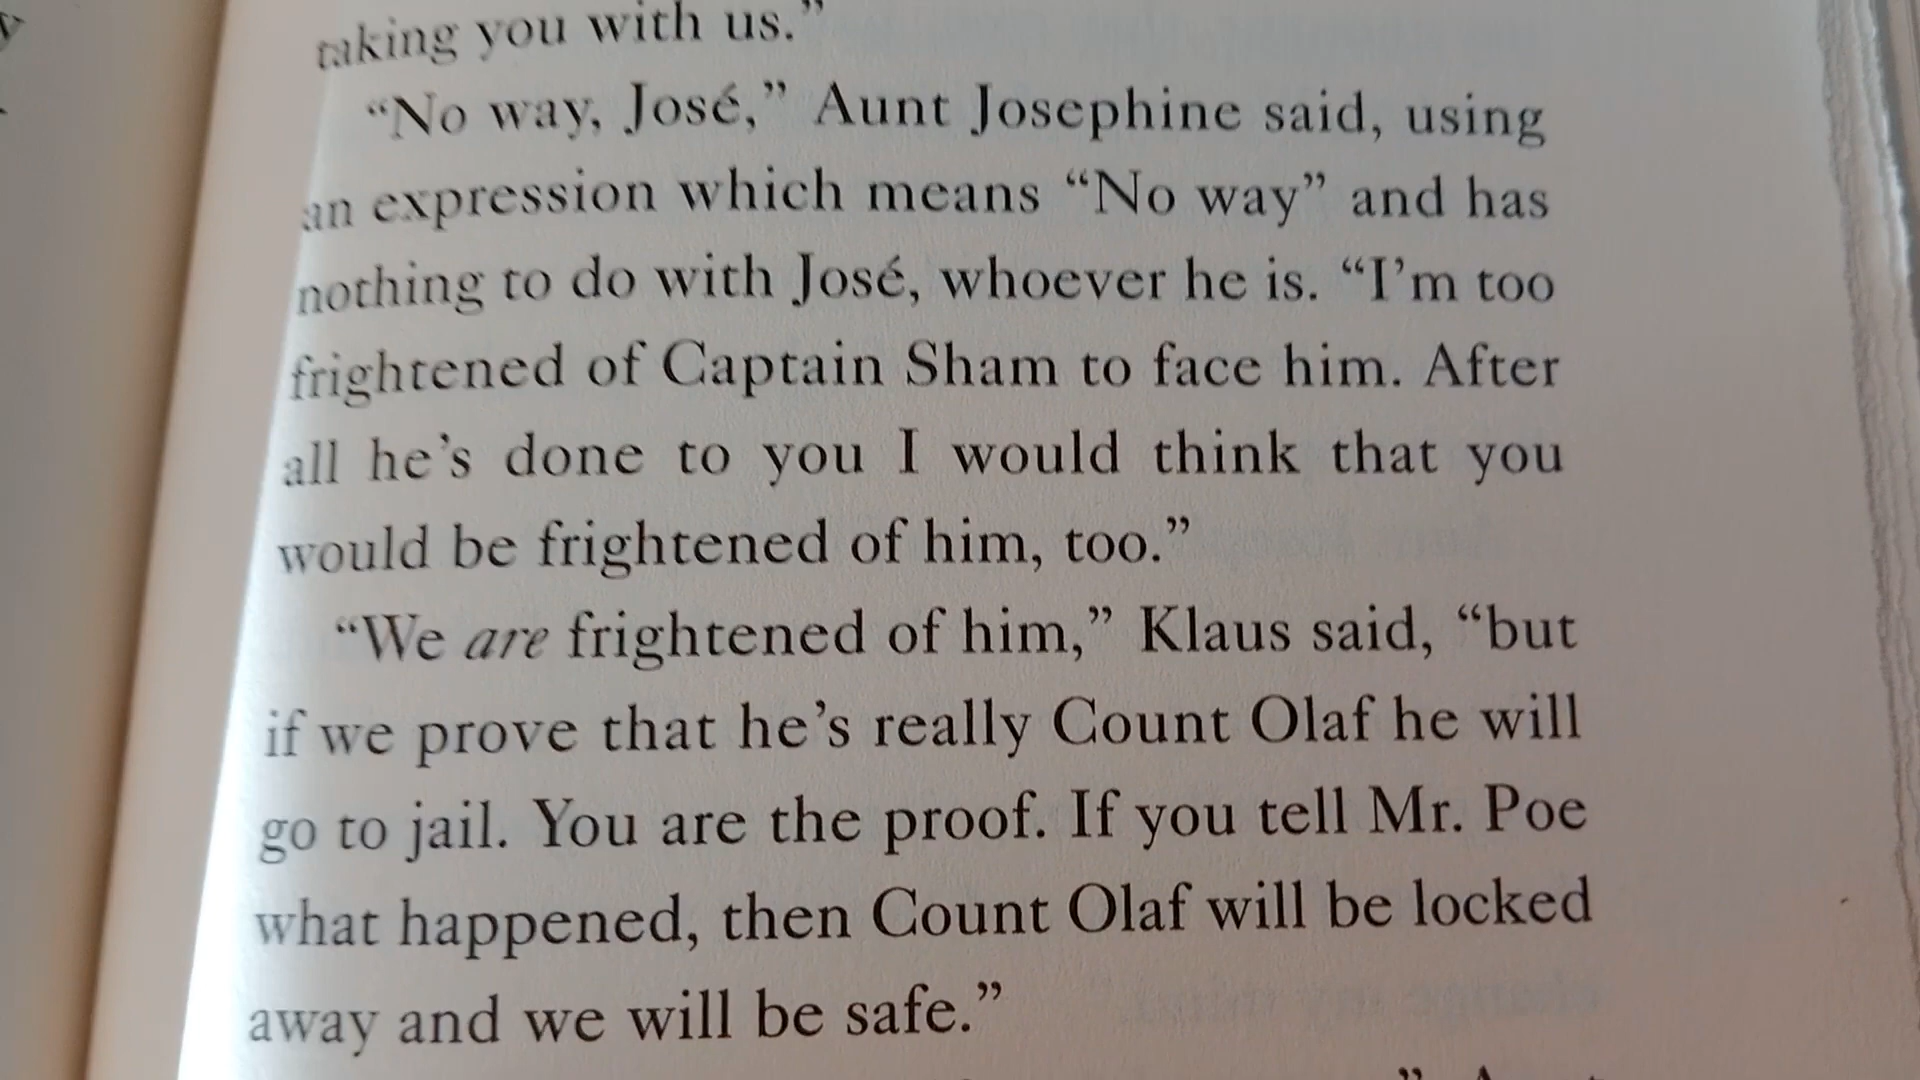 taking you with us.”
“No way, José,” Aunt Josephine said, using
an expression which means “No way” and has
nothing to do with José, whoever he is. “I’m too
frightened of Captain Sham to face him. After
all he’s done to you I would think that you
would be frightened of him, too.”
“We are frightened of him,” Klaus said, “but
if we prove that he’s really Count Olaf he will
go to jail. You are the proof. If you tell Mr. Poe
what happened, then Count Olaf will be locked
away and we will be safe.”